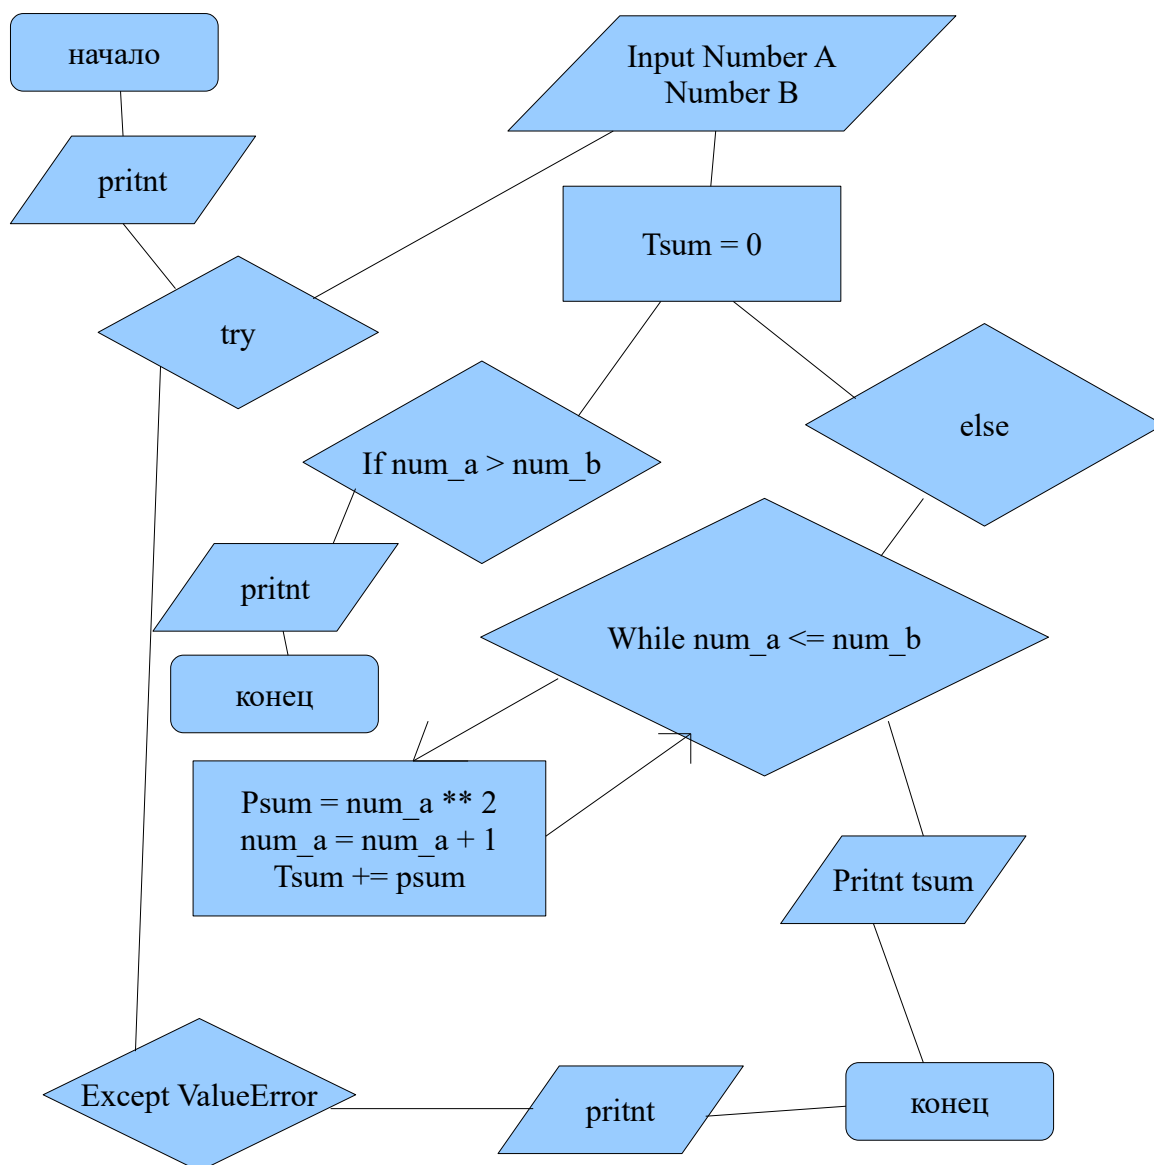 начало
Input Number A
Number B
pritnt
Tsum = 0
try
else
If num_a > num_b
pritnt
While num_a <= num_b
конец
Psum = num_a ** 2
num_a = num_a + 1
Tsum += psum
Pritnt tsum
Except ValueError
pritnt
конец